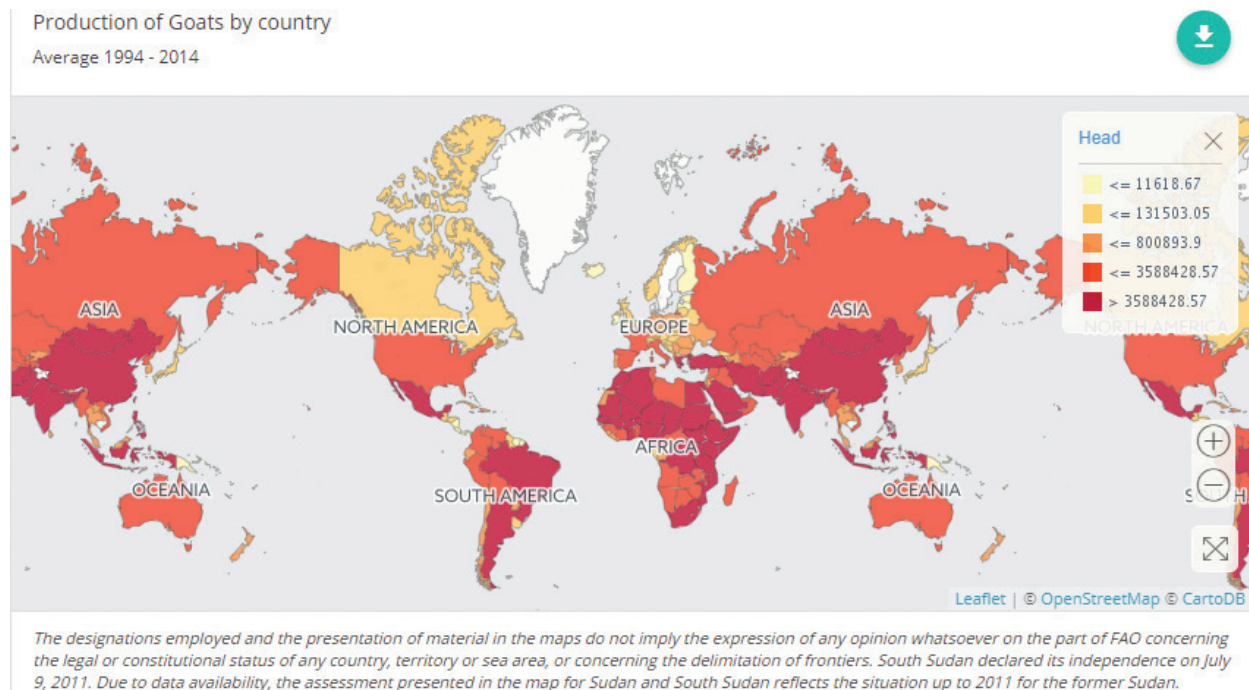 Production of Goats by country
Average 1994 - 2014
Head
<= 11618.67
<= 131503.05
<= 800893.9
<= 3588428.57
> 3588428.57
ASIA
NORTH AMERICA
EUROPE
ASIA
NORTH AMERICA
AFRICA
OCEANIA
SOUTH AMERICA
OCEANIA
Leaflet | © OpenStreetMap © CartoDB
The designations employed and the presentation of material in the maps do not imply the expression of any opinion whatsoever on the part of FAO concerning
the legal or constitutional status of any country, territory or sea area, or concerning the delimitation of frontiers. South Sudan declared its independence on July
9, 2011. Due to data availability, the assessment presented in the map for Sudan and South Sudan reflects the situation up to 2011 for the former Sudan.